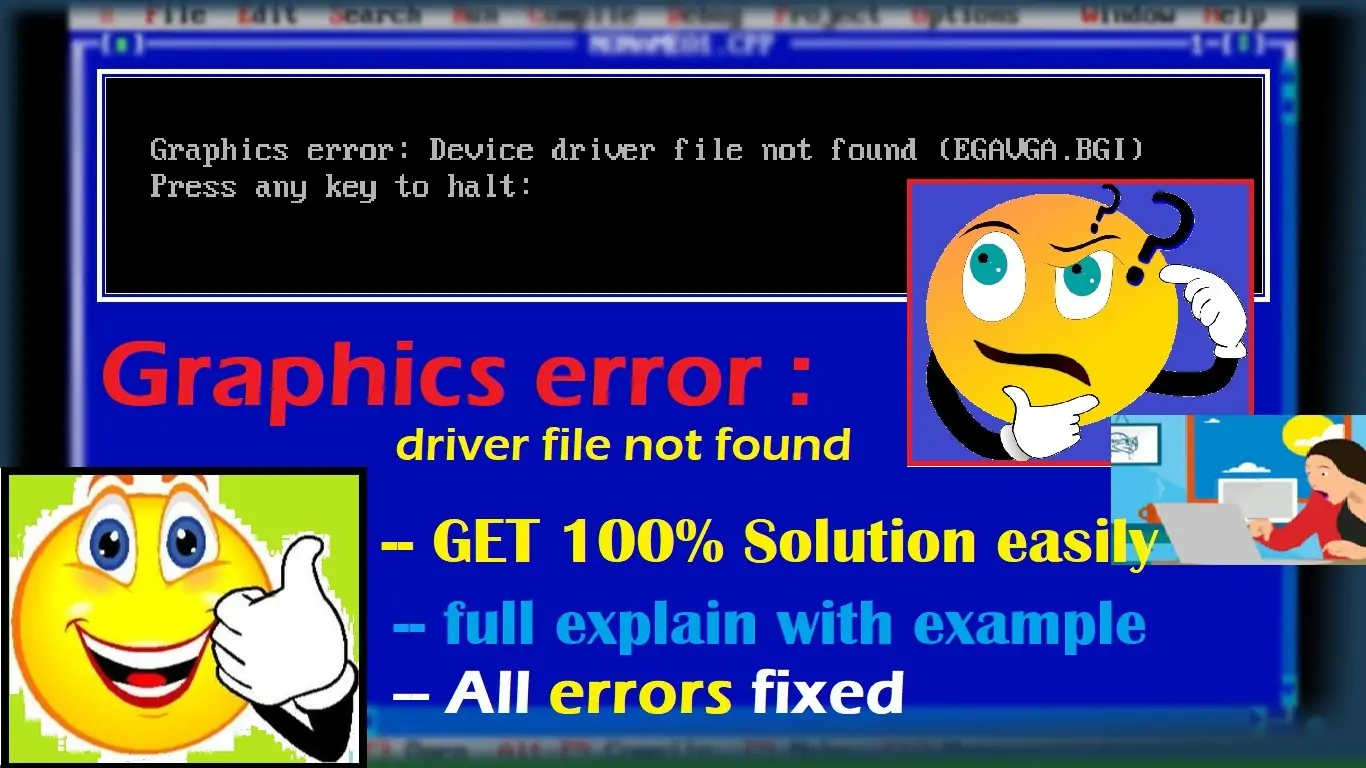 File Edit Search Run Compile Debug Project Options Window Help
NONAME01.CPP 1
Graphics error: Device driver file not found (EGAVGA.BGI)
Press any key to halt:
Graphics error :
driver file not found
-- GET 100% Solution easily
-- full explain with example
-- All errors fixed